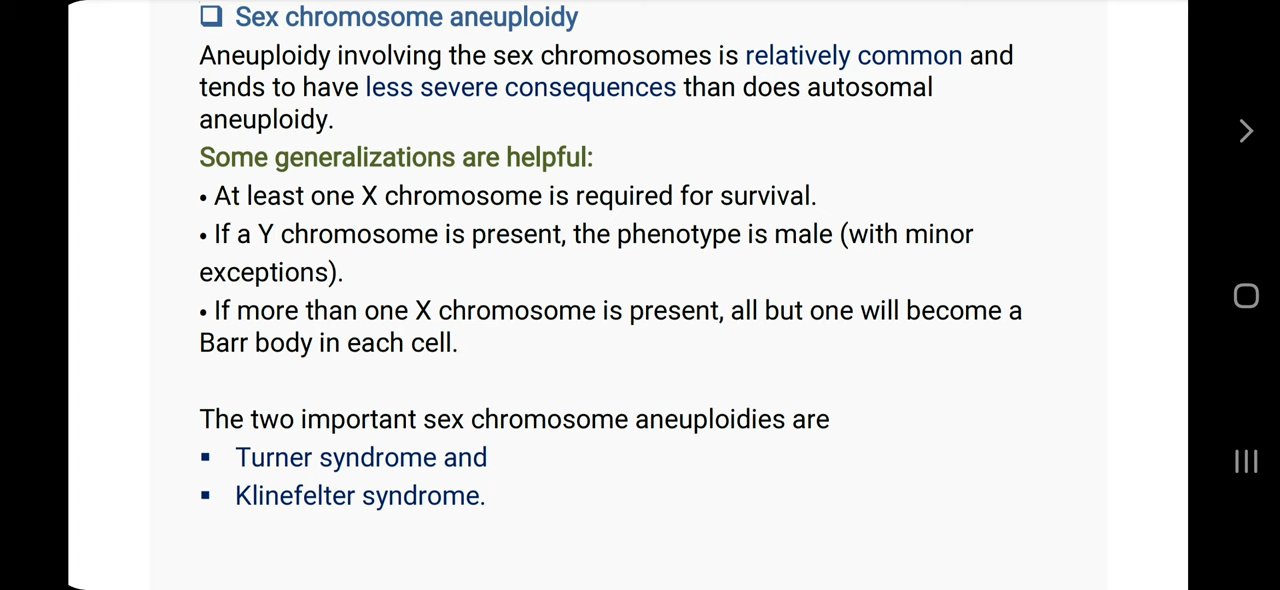 ❑ Sex chromosome aneuploidy
Aneuploidy involving the sex chromosomes is relatively common and
tends to have less severe consequences than does autosomal
aneuploidy.
Some generalizations are helpful:
• At least one X chromosome is required for survival.
• If a Y chromosome is present, the phenotype is male (with minor
exceptions).
• If more than one X chromosome is present, all but one will become a
Barr body in each cell.
The two important sex chromosome aneuploidies are
▪ Turner syndrome and
▪ Klinefelter syndrome.